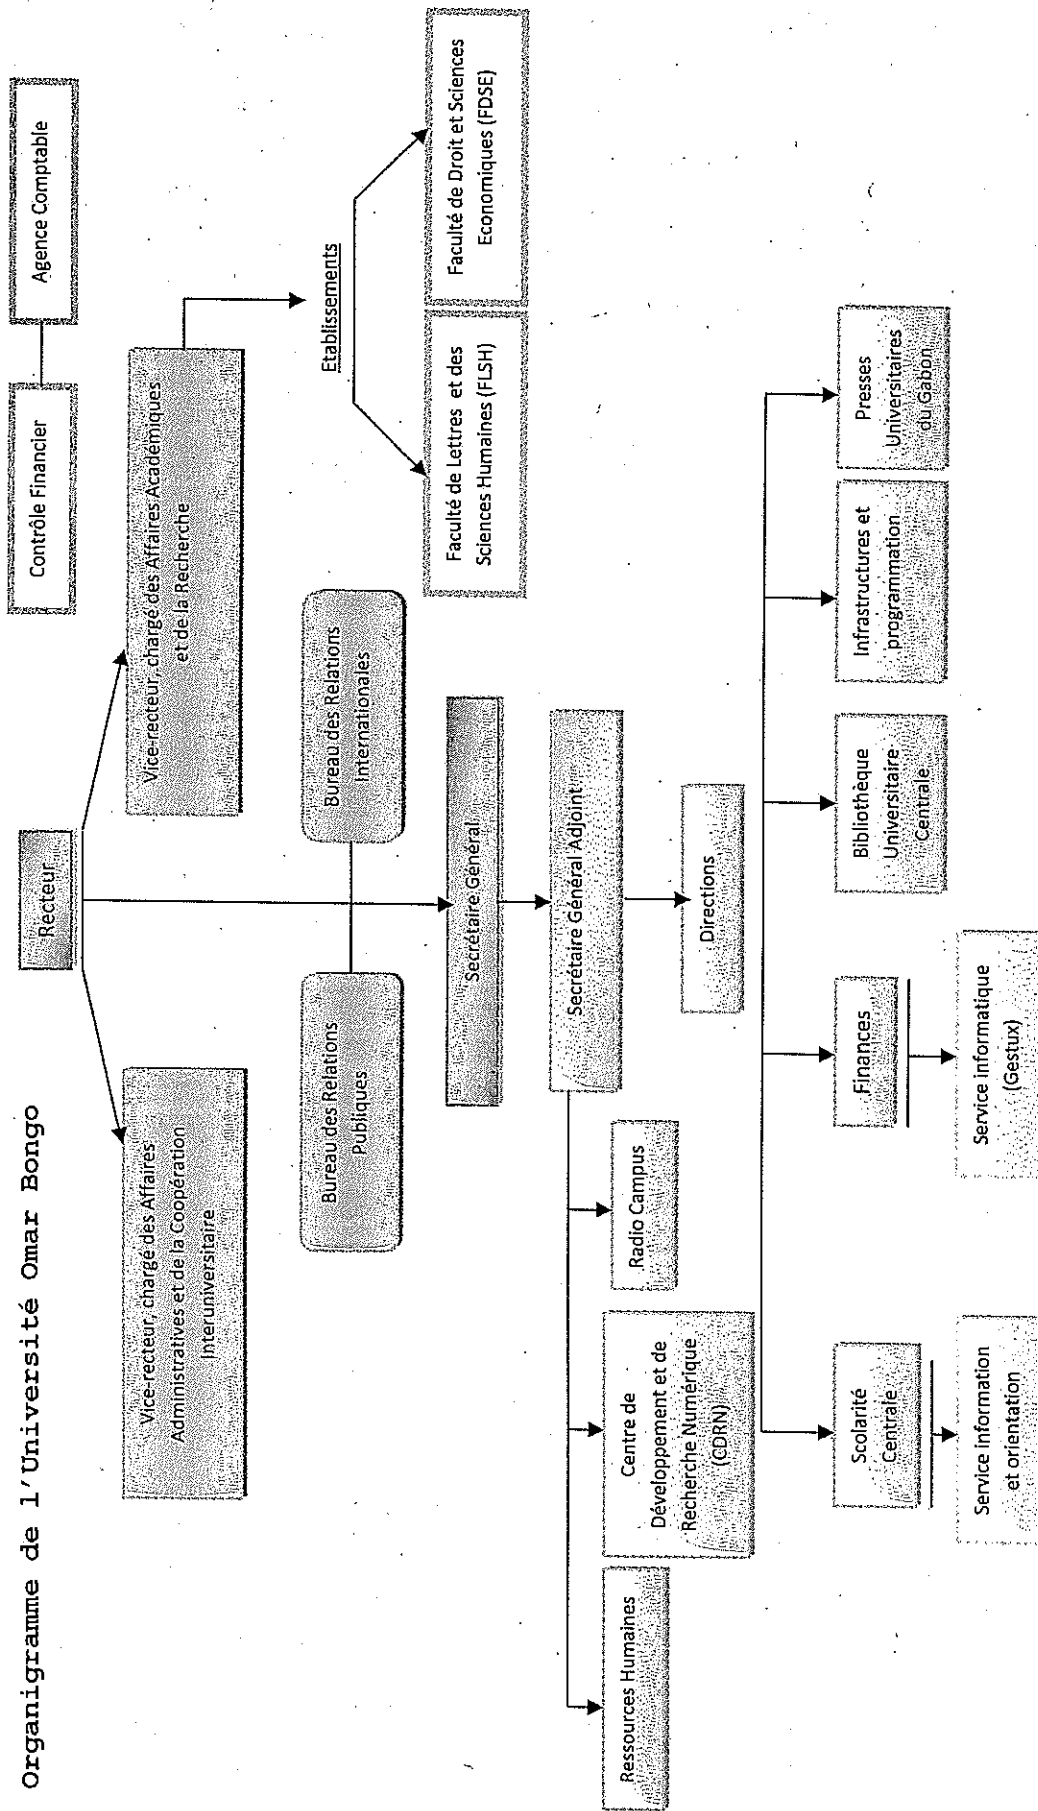 Organigramme de l'Université Omar Bongo
Recteur
Contrôle Financier
Agence Comptable
Vice-recteur, chargé des Affaires
Administratives et de la Coopération
Interuniversitaire
Vice-recteur, chargé des Affaires Académiques
et de la Recherche
Bureau des Relations
Publiques
Bureau des Relations
Internationales
Etablissements
Faculté de Lettres et des
Sciences Humaines (FLSH)
Faculté de Droit et Sciences
Economiques (FDSE)
Secrétaire Général
Secrétaire Général Adjoint
Ressources Humaines
Centre de
Développement et de
Recherche Numérique
(CDRN)
Radio Campus
Directions
Scolarité
Centrale
Finances
Bibliothèque
Universitaire
Centrale
Infrastructures et
programmation
Presses
Universitaires
du Gabon
Service information
et orientation
Service informatique
(Gestux)